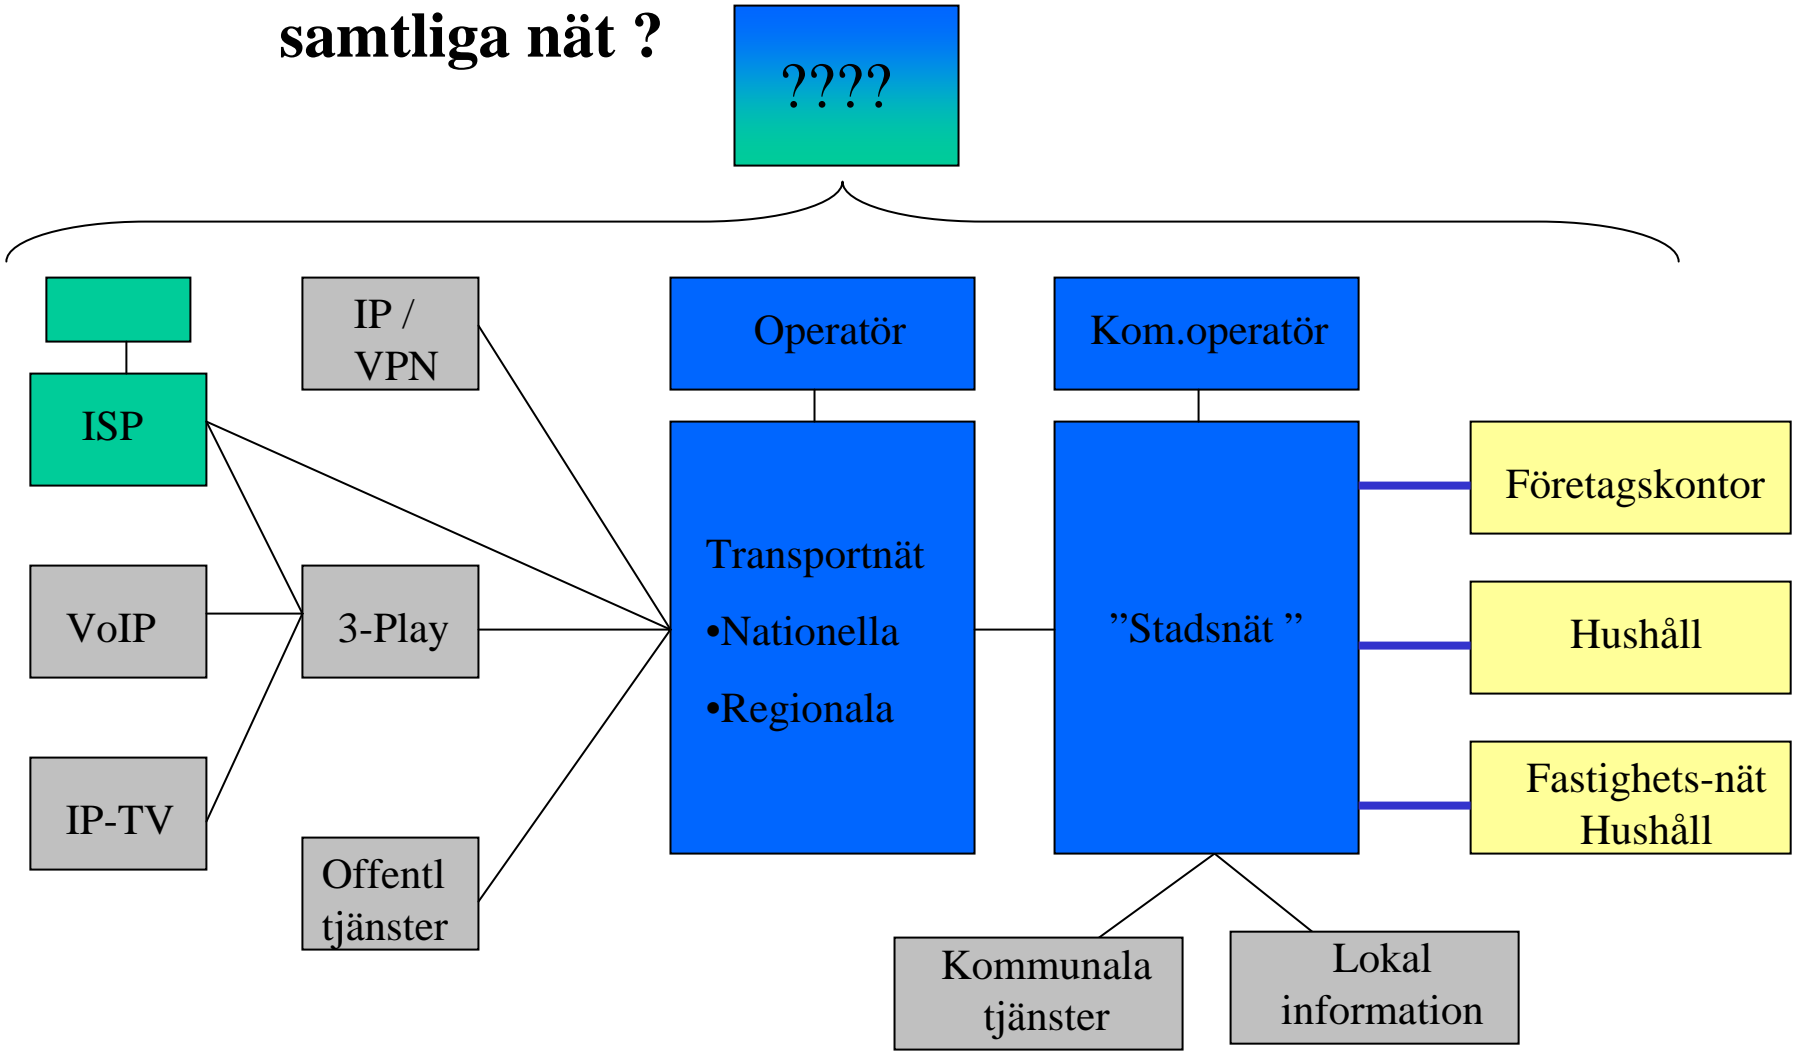 samtliga nät ?
????
IP /
VPN
Operatör
Kom.operatör
ISP
Företagskontor
Transportnät
•Nationella
•Regionala
VoIP
3-Play
”Stadsnät ”
Hushåll
IP-TV
Fastighets-nät
Hushåll
Offentl
tjänster
Kommunala
tjänster
Lokal
information